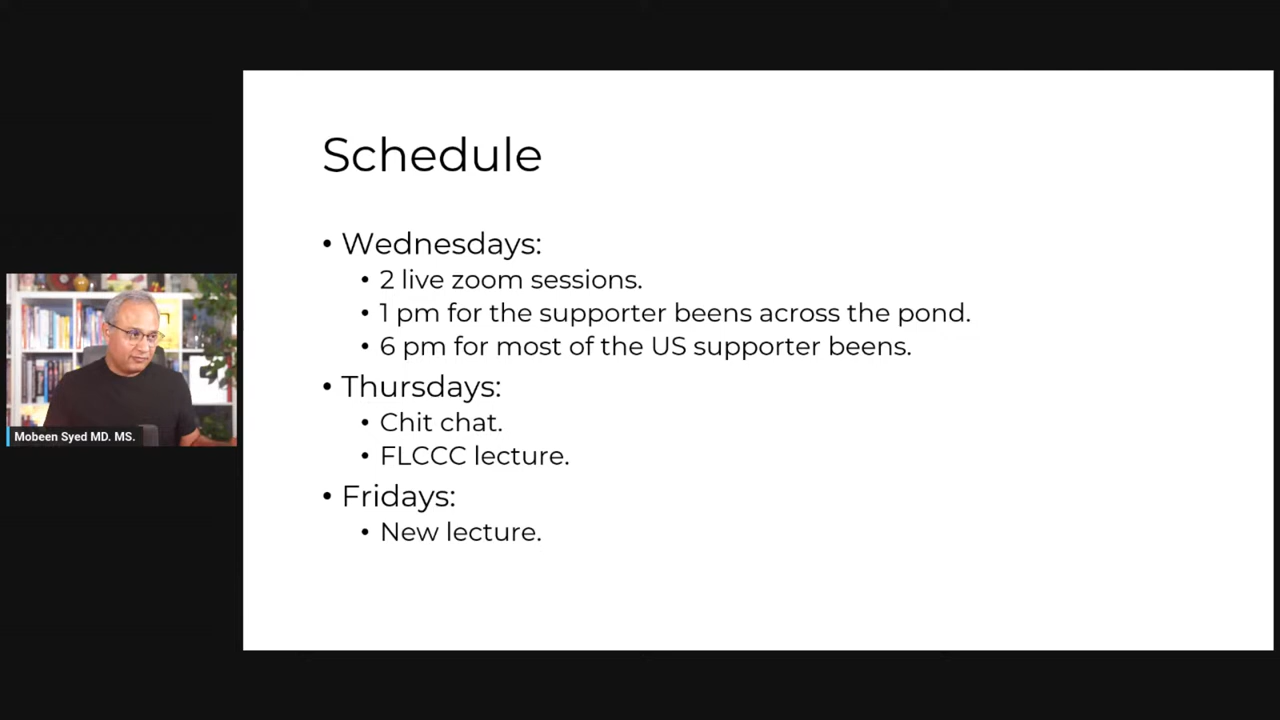 Schedule
• Wednesdays:
• 2 live zoom sessions.
• 1 pm for the supporter beens across the pond.
• 6 pm for most of the US supporter beens.
• Thursdays:
• Chit chat.
• FLCCC lecture.
• Fridays:
• New lecture.
Mobeen Syed MD. MS.